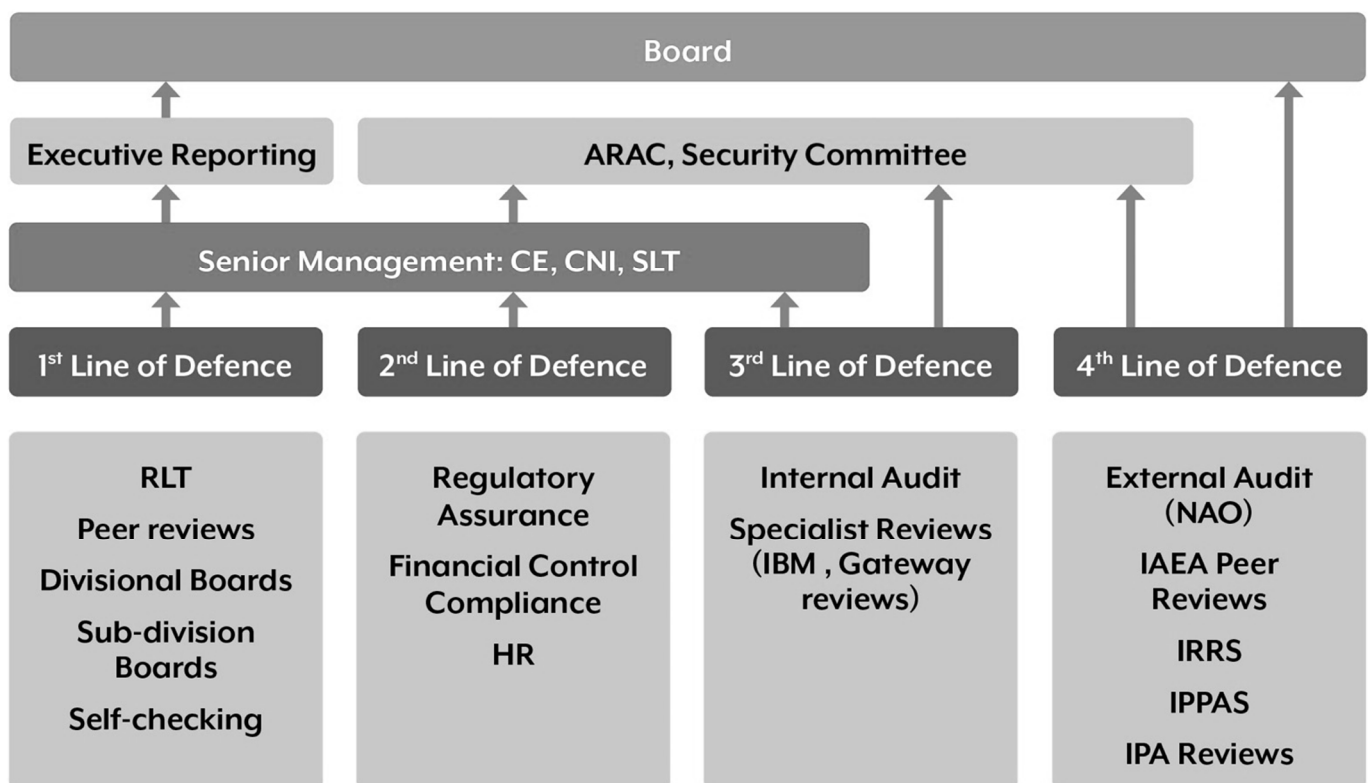 Board
Executive Reporting
ARAC, Security Committee
Senior Management: CE, CNI, SLT
1st Line of Defence
2nd Line of Defence
3rd Line of Defence
4th Line of Defence
RLT
Peer reviews
Divisional Boards
Sub-division
Boards
Self-checking
Regulatory
Assurance
Financial Control
Compliance
HR
Internal Audit
Specialist Reviews
(IBM , Gateway
reviews)
External Audit
(NAO)
IAEA Peer
Reviews
IRRS
IPPAS
IPA Reviews